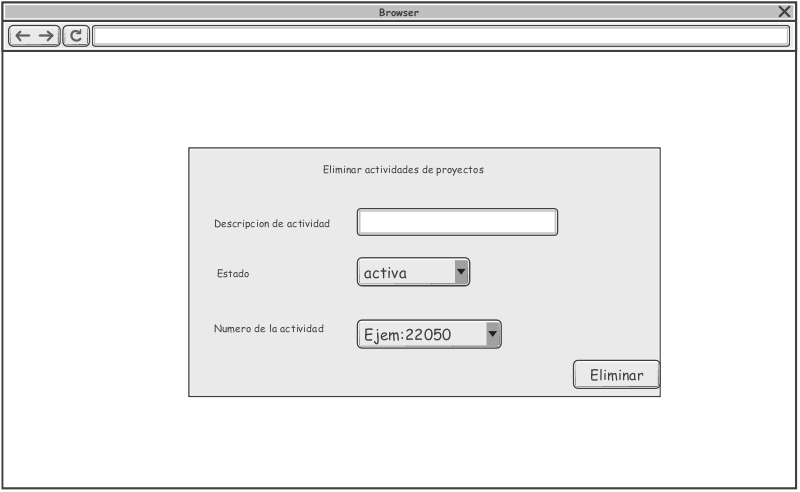 Browser
Eliminar actividades de proyectos
Descripcion de actividad
Estado
activa
Numero de la actividad
Ejem:22050
Eliminar